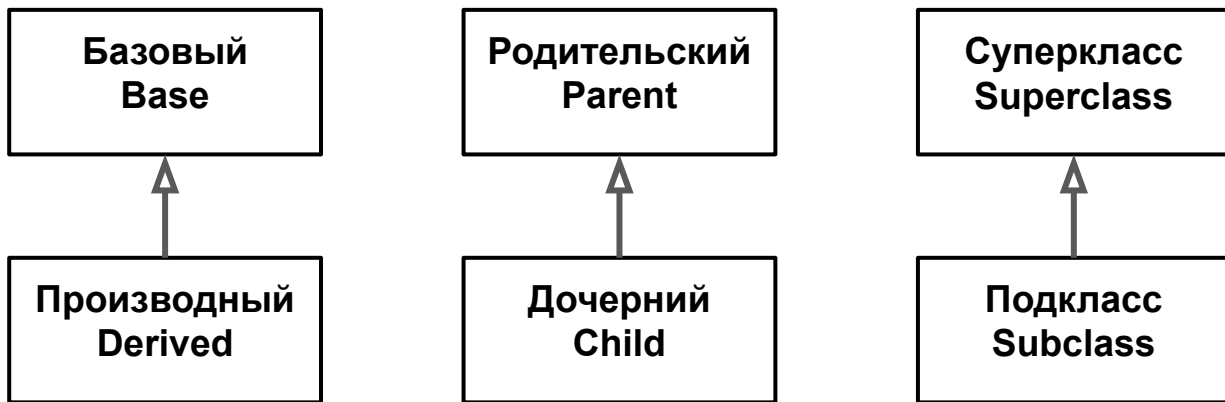 Базовый
Base
Родительский
Parent
Суперкласс
Superclass
Производный
Derived
Дочерний
Child
Подкласс
Subclass